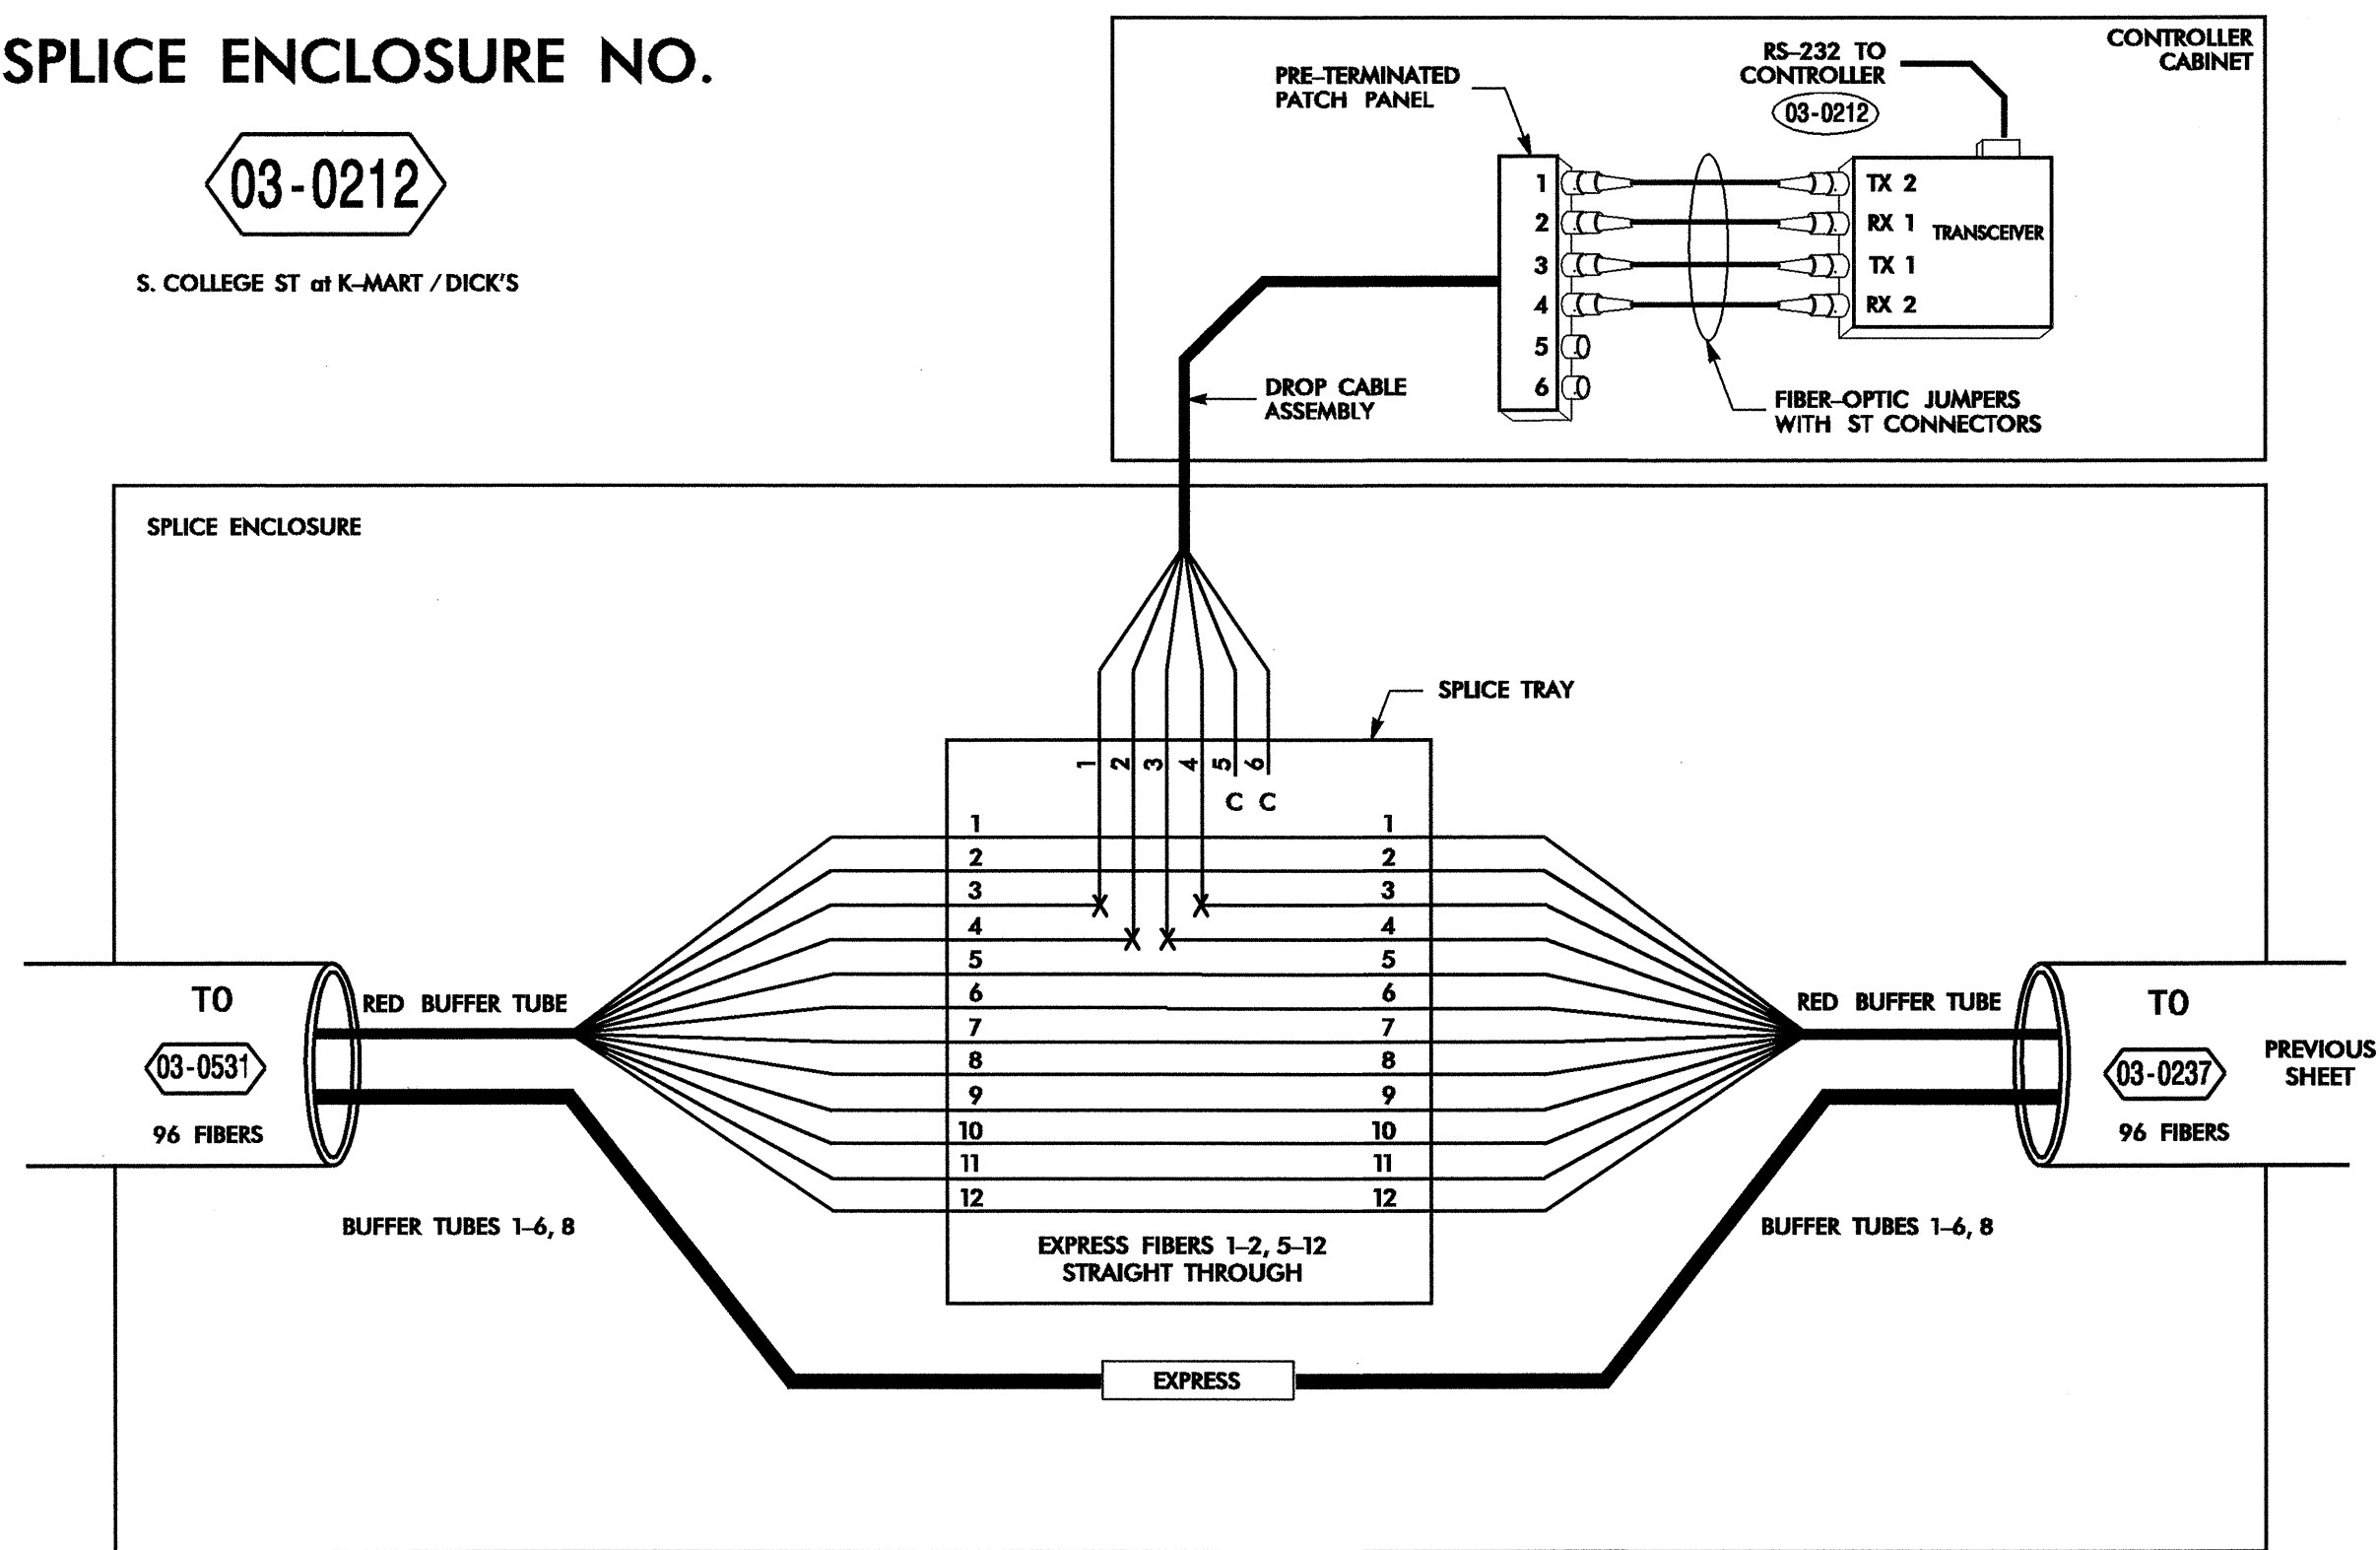 SPLICE ENCLOSURE NO.
03-0212
S. COLLEGE ST at K-MART / DICK'S
CONTROLLER
CABINET
RS-232 TO
CONTROLLER
03-0212
PRE-TERMINATED
PATCH PANEL
1
2
3
4
5
6
TX 2
RX 1
TX 1
RX 2
TRANSCEIVER
DROP CABLE
ASSEMBLY
FIBER-OPTIC JUMPERS
WITH ST CONNECTORS
SPLICE ENCLOSURE
SPLICE TRAY
1 2 3 4 5 6
C C
1 1
2 2
3 3
4 4
5 5
6 6
7 7
8 8
9 9
10 10
11 11
12 12
EXPRESS FIBERS 1-2, 5-12
STRAIGHT THROUGH
TO
03-0531
96 FIBERS
RED BUFFER TUBE
BUFFER TUBES 1-6, 8
RED BUFFER TUBE
TO
03-0237
96 FIBERS
PREVIOUS
SHEET
BUFFER TUBES 1-6, 8
EXPRESS